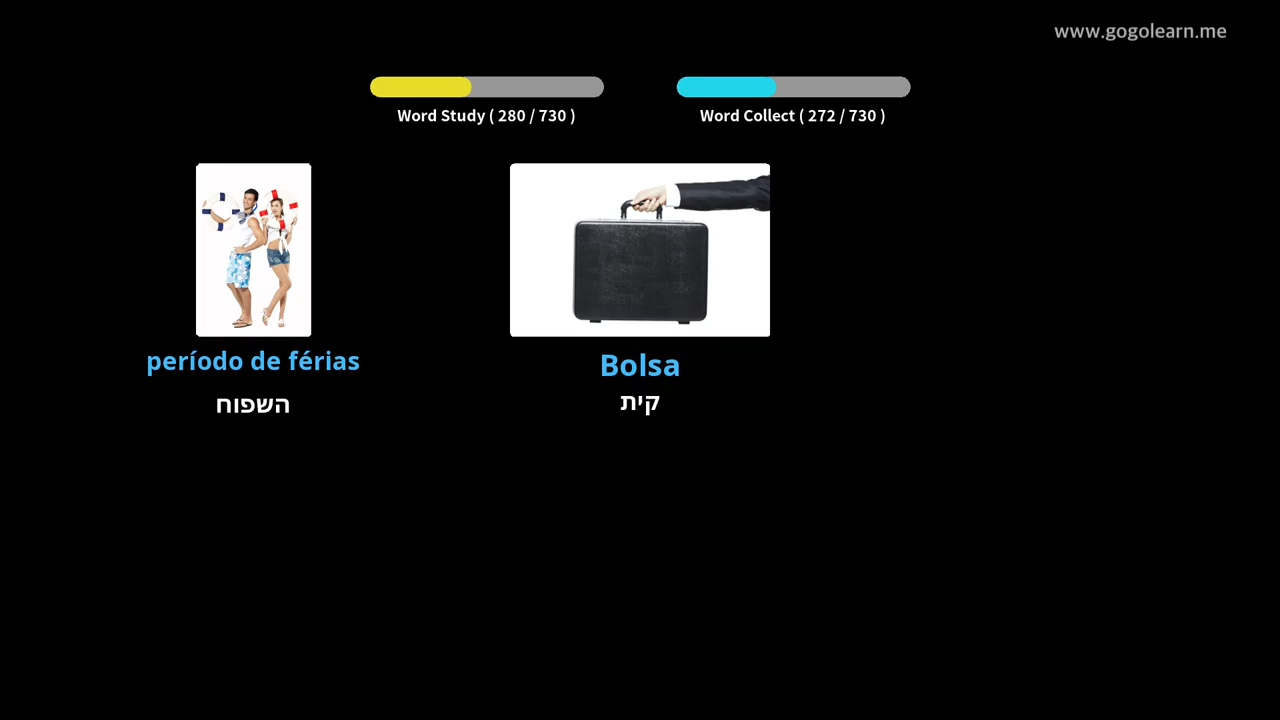 www.gogolearn.me
Word Study ( 280 / 730 )
Word Collect ( 272 / 730 )
período de férias
השפוח
Bolsa
קית